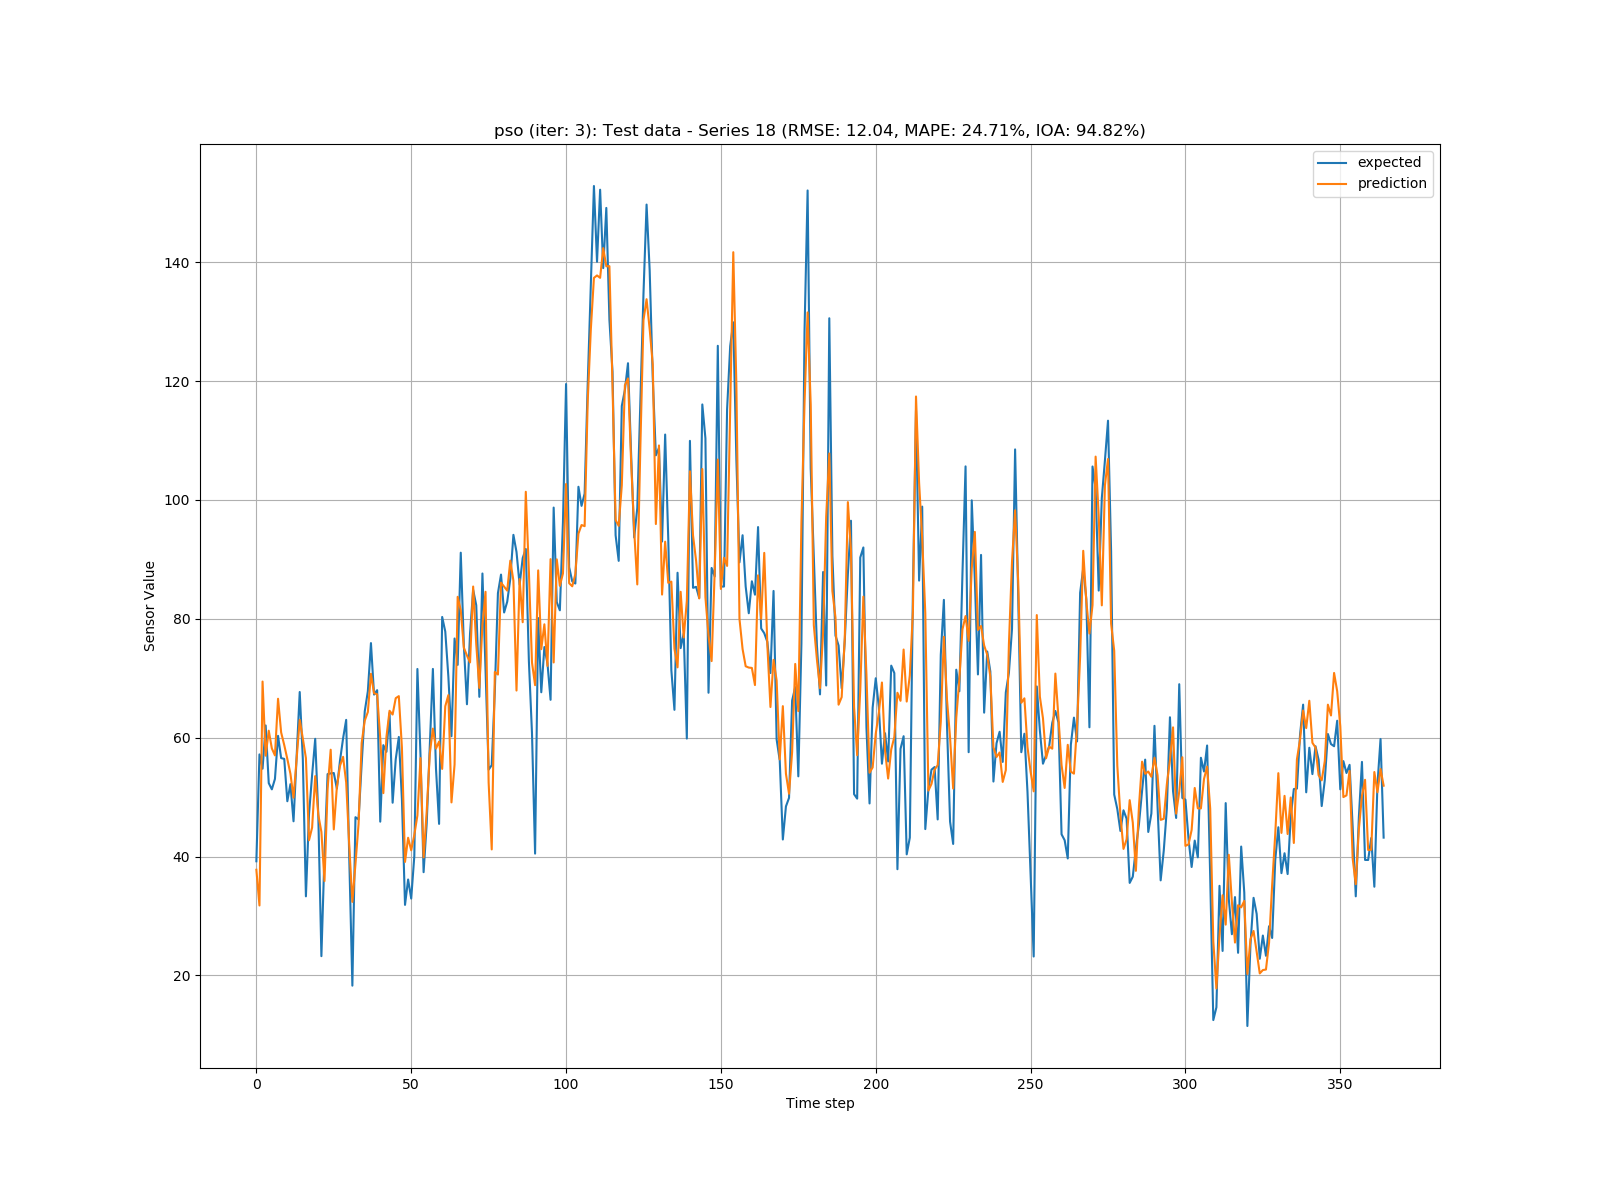 pso (iter: 3): Test data - Series 18 (RMSE: 12.04, MAPE: 24.71%, IOA: 94.82%)
expected
prediction
Sensor Value
140
120
100
80
60
40
20
0 50 100 150 200 250 300 350
Time step